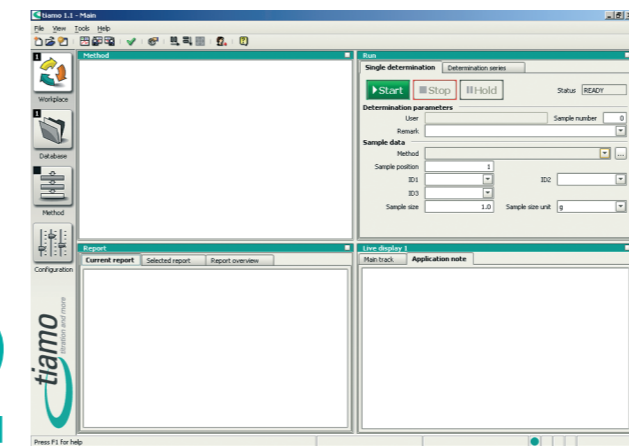 tiamo 1.1 - Main
File View Tools Help
Method
Run
Single determination Determination series
Start Stop Hold Status READY
Determination parameters
User Sample number 0
Remark
Sample data
Method ...
Sample position 1
ID1 ID2
ID3
Sample size 1.0 Sample size unit g
1
Workplace
1
Database
Method
Configuration
Report
Current report Selected report Report overview
Live display 1
Main track Application note
tiamo
titration and more
Press F1 for help